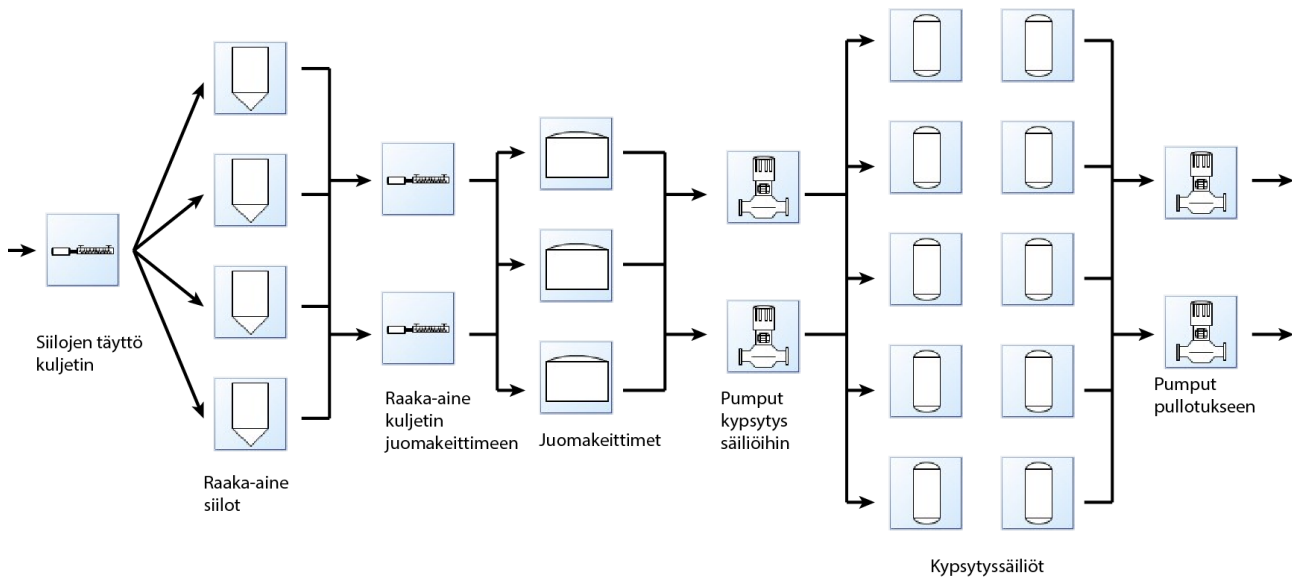 Siilojen täyttö
kuljetin
Raaka-aine
siilot
Raaka-aine
kuljetin
juomakeittimeen
Juomakeittimet
Pumput
kypsytys
säiliöihin
Kypsytyssäiliöt
Pumput
pullotukseen